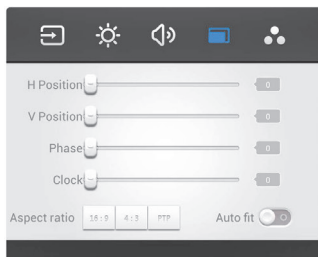 H Position 0
V Position 0
Phase 0
Clock 0
Aspect ratio 16:9 4:3 PTP Auto fit